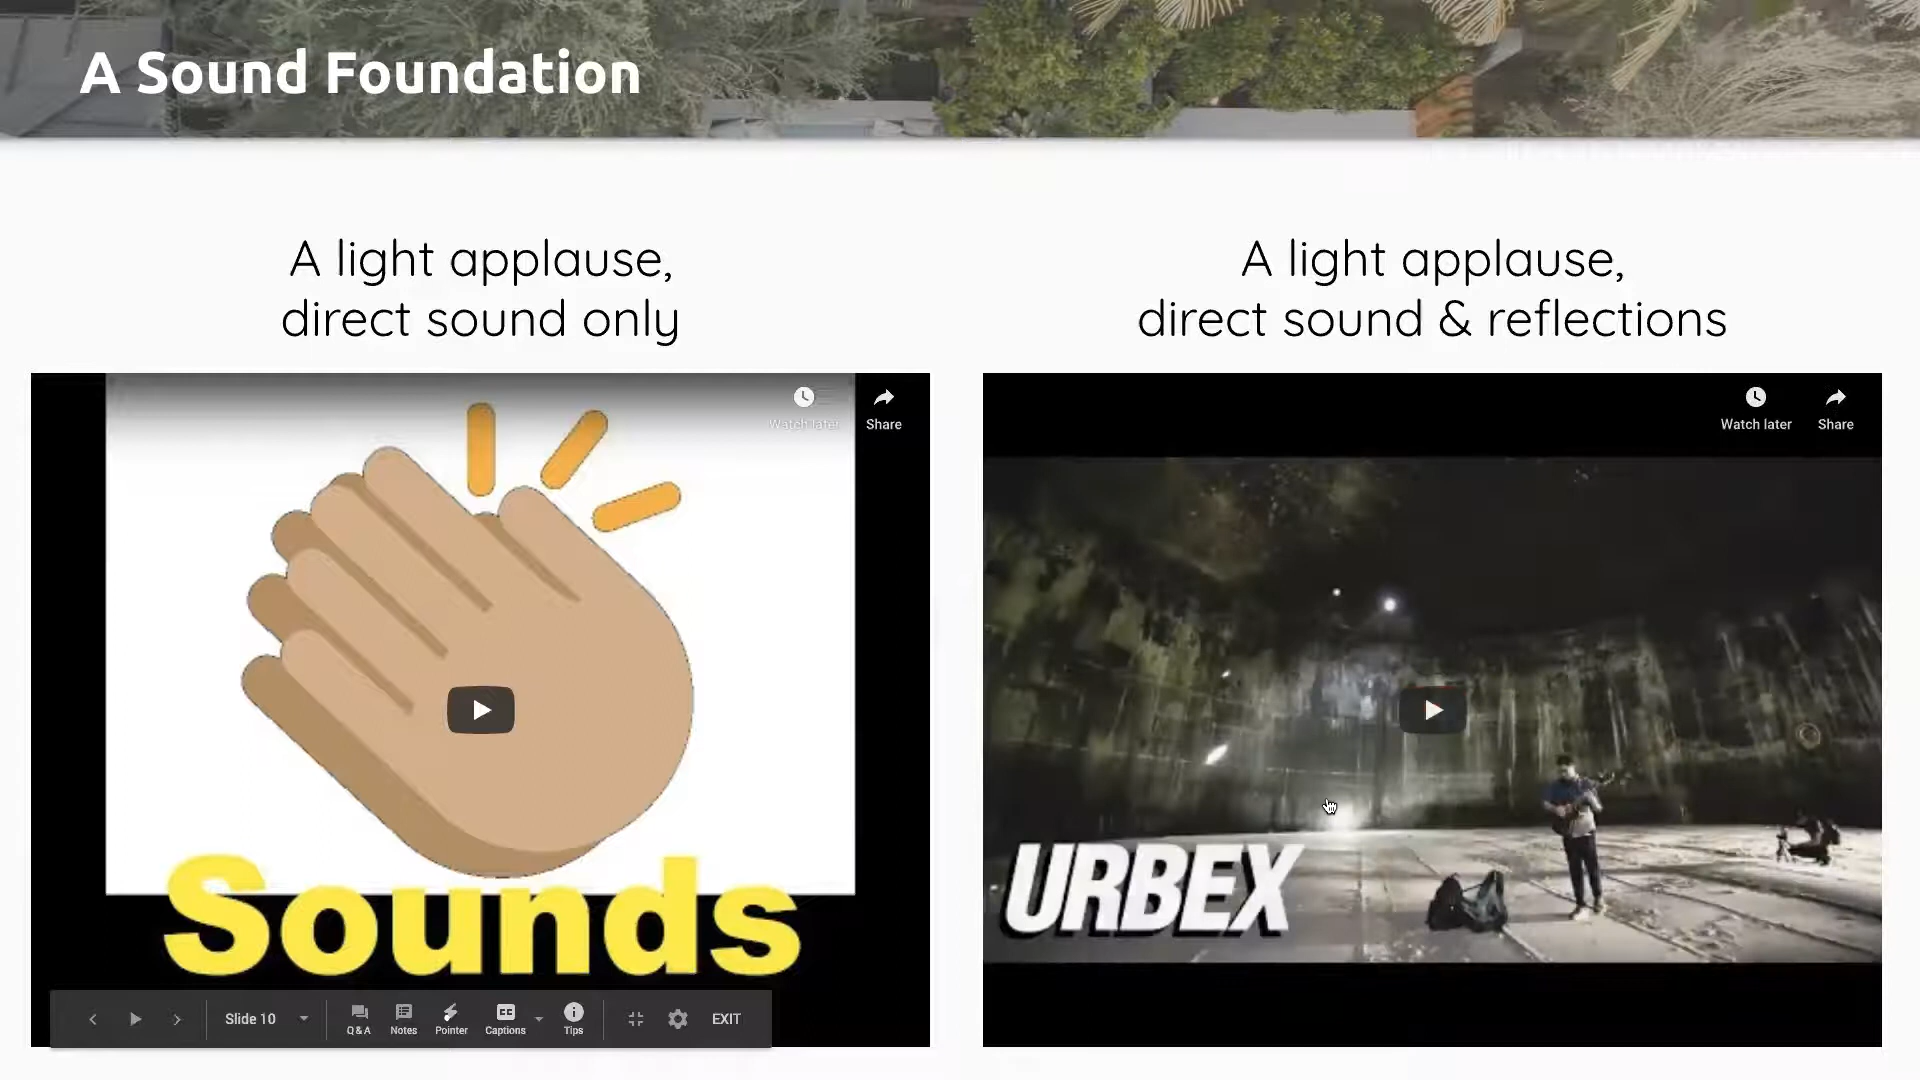 A Sound Foundation
A light applause,
direct sound only
A light applause,
direct sound & reflections
Watch later
Share
Watch later
Share
Sounds
URBEX
Slide 10
Q&A
Notes
Pointer
CC
Captions
Tips
EXIT